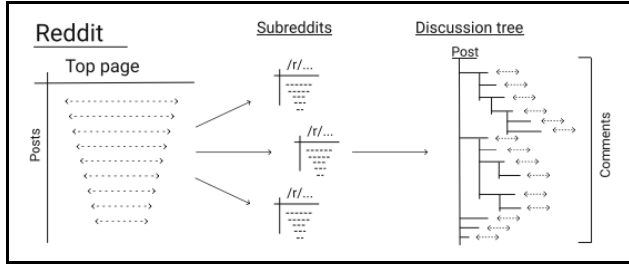 Reddit
Top page
Posts
Subreddits
/r/...
/r/...
/r/...
Discussion tree
Post
Comments